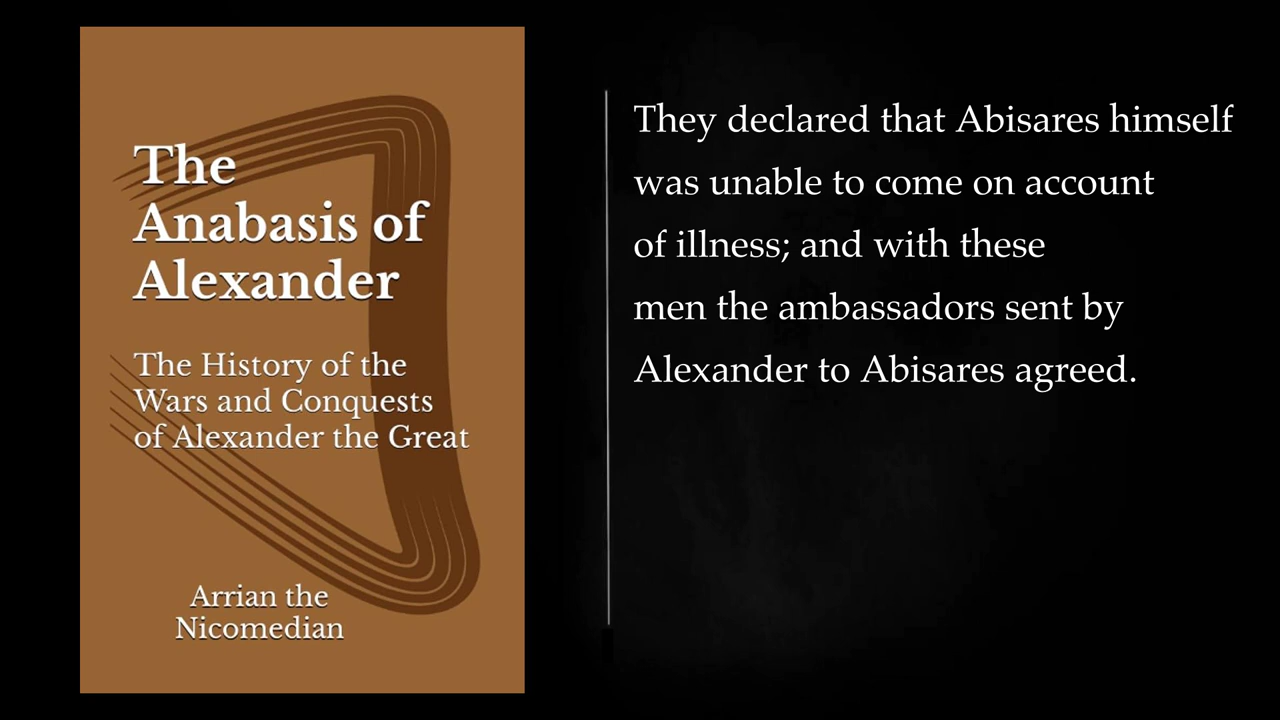 The
Anabasis of
Alexander
The History of the
Wars and Conquests
of Alexander the Great
Arrian the
Nicomedian
They declared that Abisares himself
was unable to come on account
of illness; and with these
men the ambassadors sent by
Alexander to Abisares agreed.